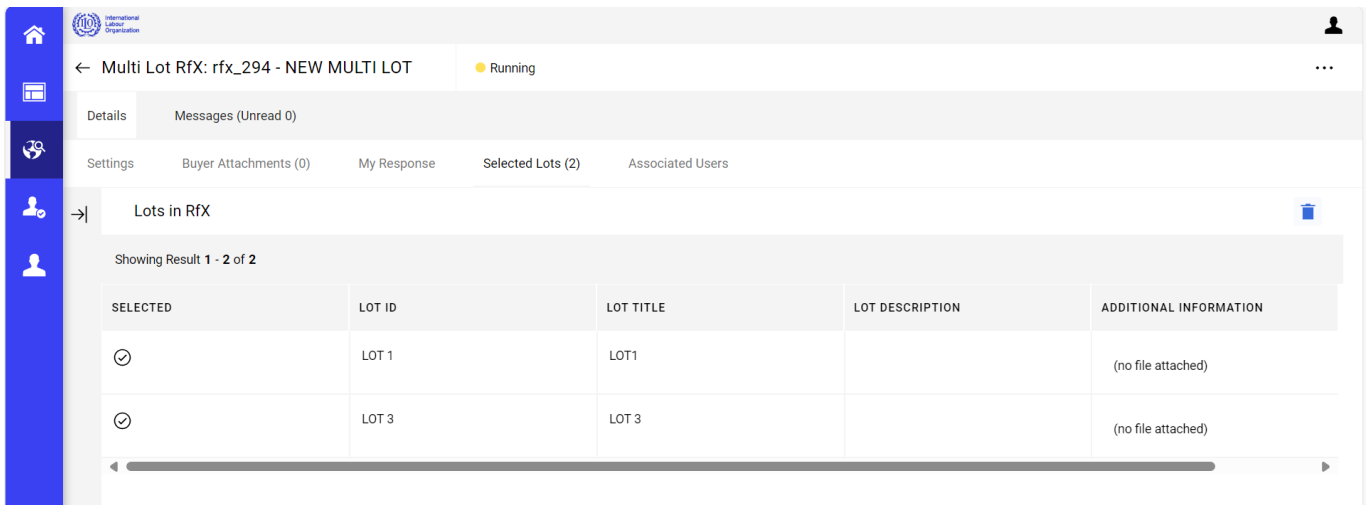 International
Labour
Organization
Multi Lot RfX: rfx_294 - NEW MULTI LOT
Running
Details
Messages (Unread 0)
Settings
Buyer Attachments (0)
My Response
Selected Lots (2)
Associated Users
Lots in RfX
Showing Result 1 - 2 of 2
SELECTED
LOT ID
LOT TITLE
LOT DESCRIPTION
ADDITIONAL INFORMATION
LOT 1
LOT1
(no file attached)
LOT 3
LOT 3
(no file attached)